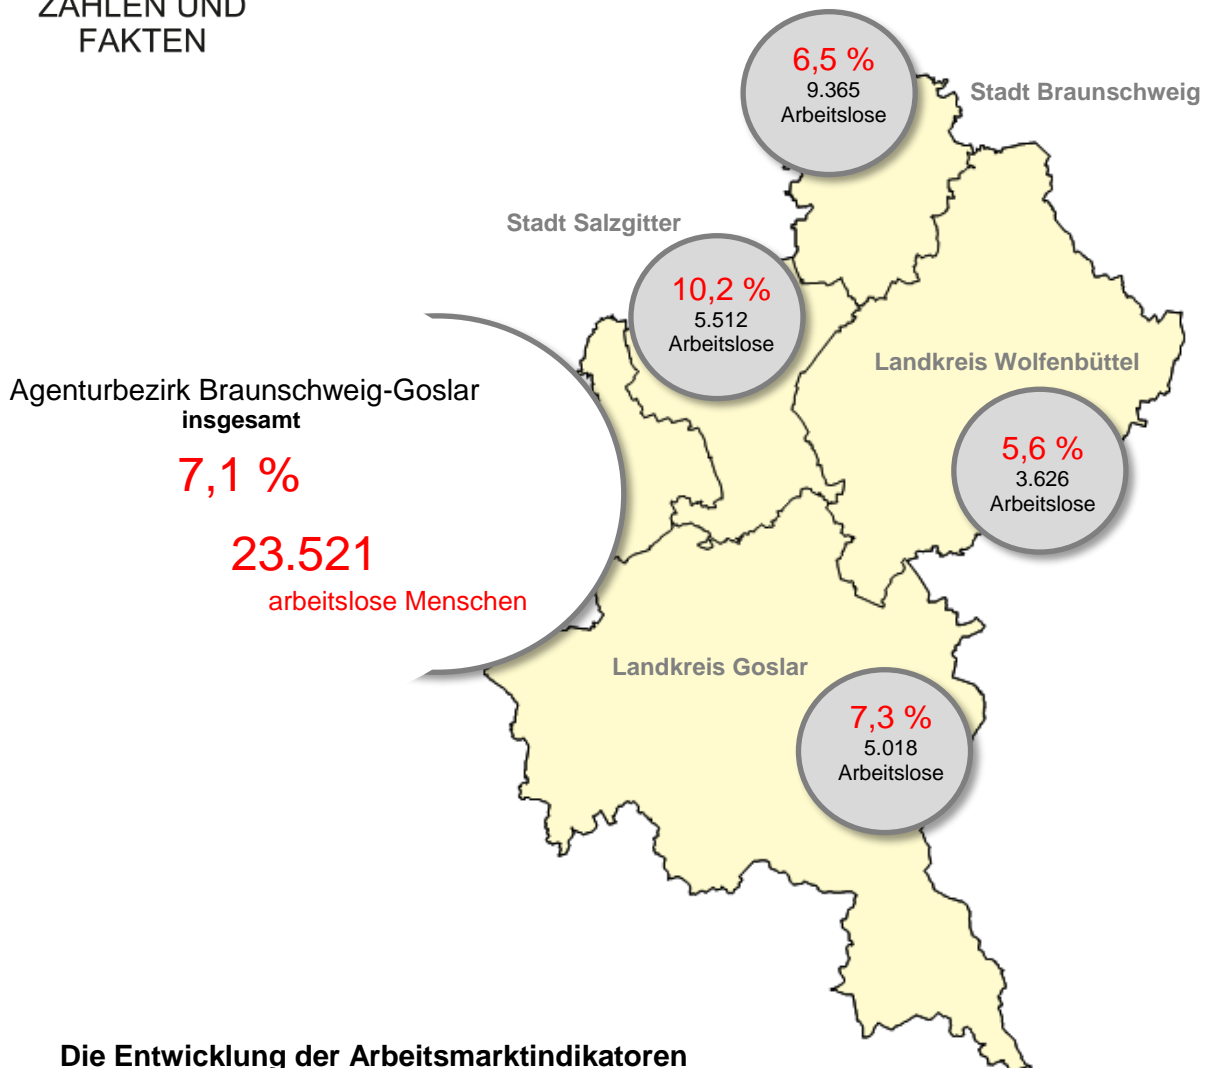 ZAHLEN UND
FAKTEN
6,5 %
9.365
Arbeitslose
Stadt Braunschweig
Stadt Salzgitter
10,2 %
5.512
Arbeitslose
Landkreis Wolfenbüttel
5,6 %
3.626
Arbeitslose
Agenturbezirk Braunschweig-Goslar
insgesamt
7,1 %
23.521
arbeitslose Menschen
Landkreis Goslar
7,3 %
5.018
Arbeitslose
Die Entwicklung der Arbeitsmarktindikatoren